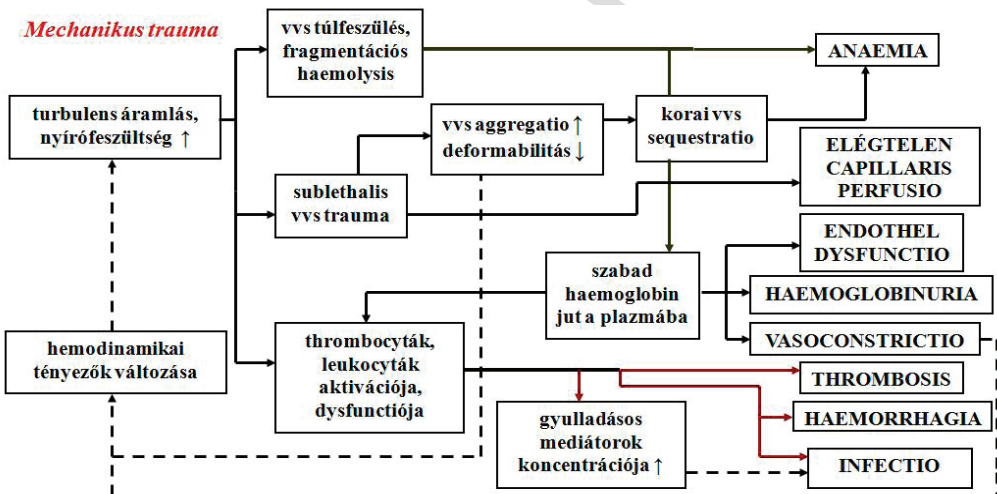 Mechanikus trauma
vvs túlfeszülés,
fragmentációs
haemolysis
ANAEMIA
turbulens áramlás,
nyírófeszültség ↑
vvs aggregatio ↑
deformabilitás ↓
korai vvs
sequestratio
ELÉGTELEN
CAPILLARIS
PERFUSIO
sublethalis
vvs trauma
ENDOTHEL
DYSFUNCTIO
szabad
haemoglobin
jut a plazmába
HAEMOGLOBINURIA
hemodinamikai
tényezők változása
thrombocyták,
leukocyták
aktivációja,
dysfunctiója
VASOCONSTRICTIO
THROMBOSIS
HAEMORRHAGIA
gyulladásos
mediátorok
koncentrációja ↑
INFECTIO